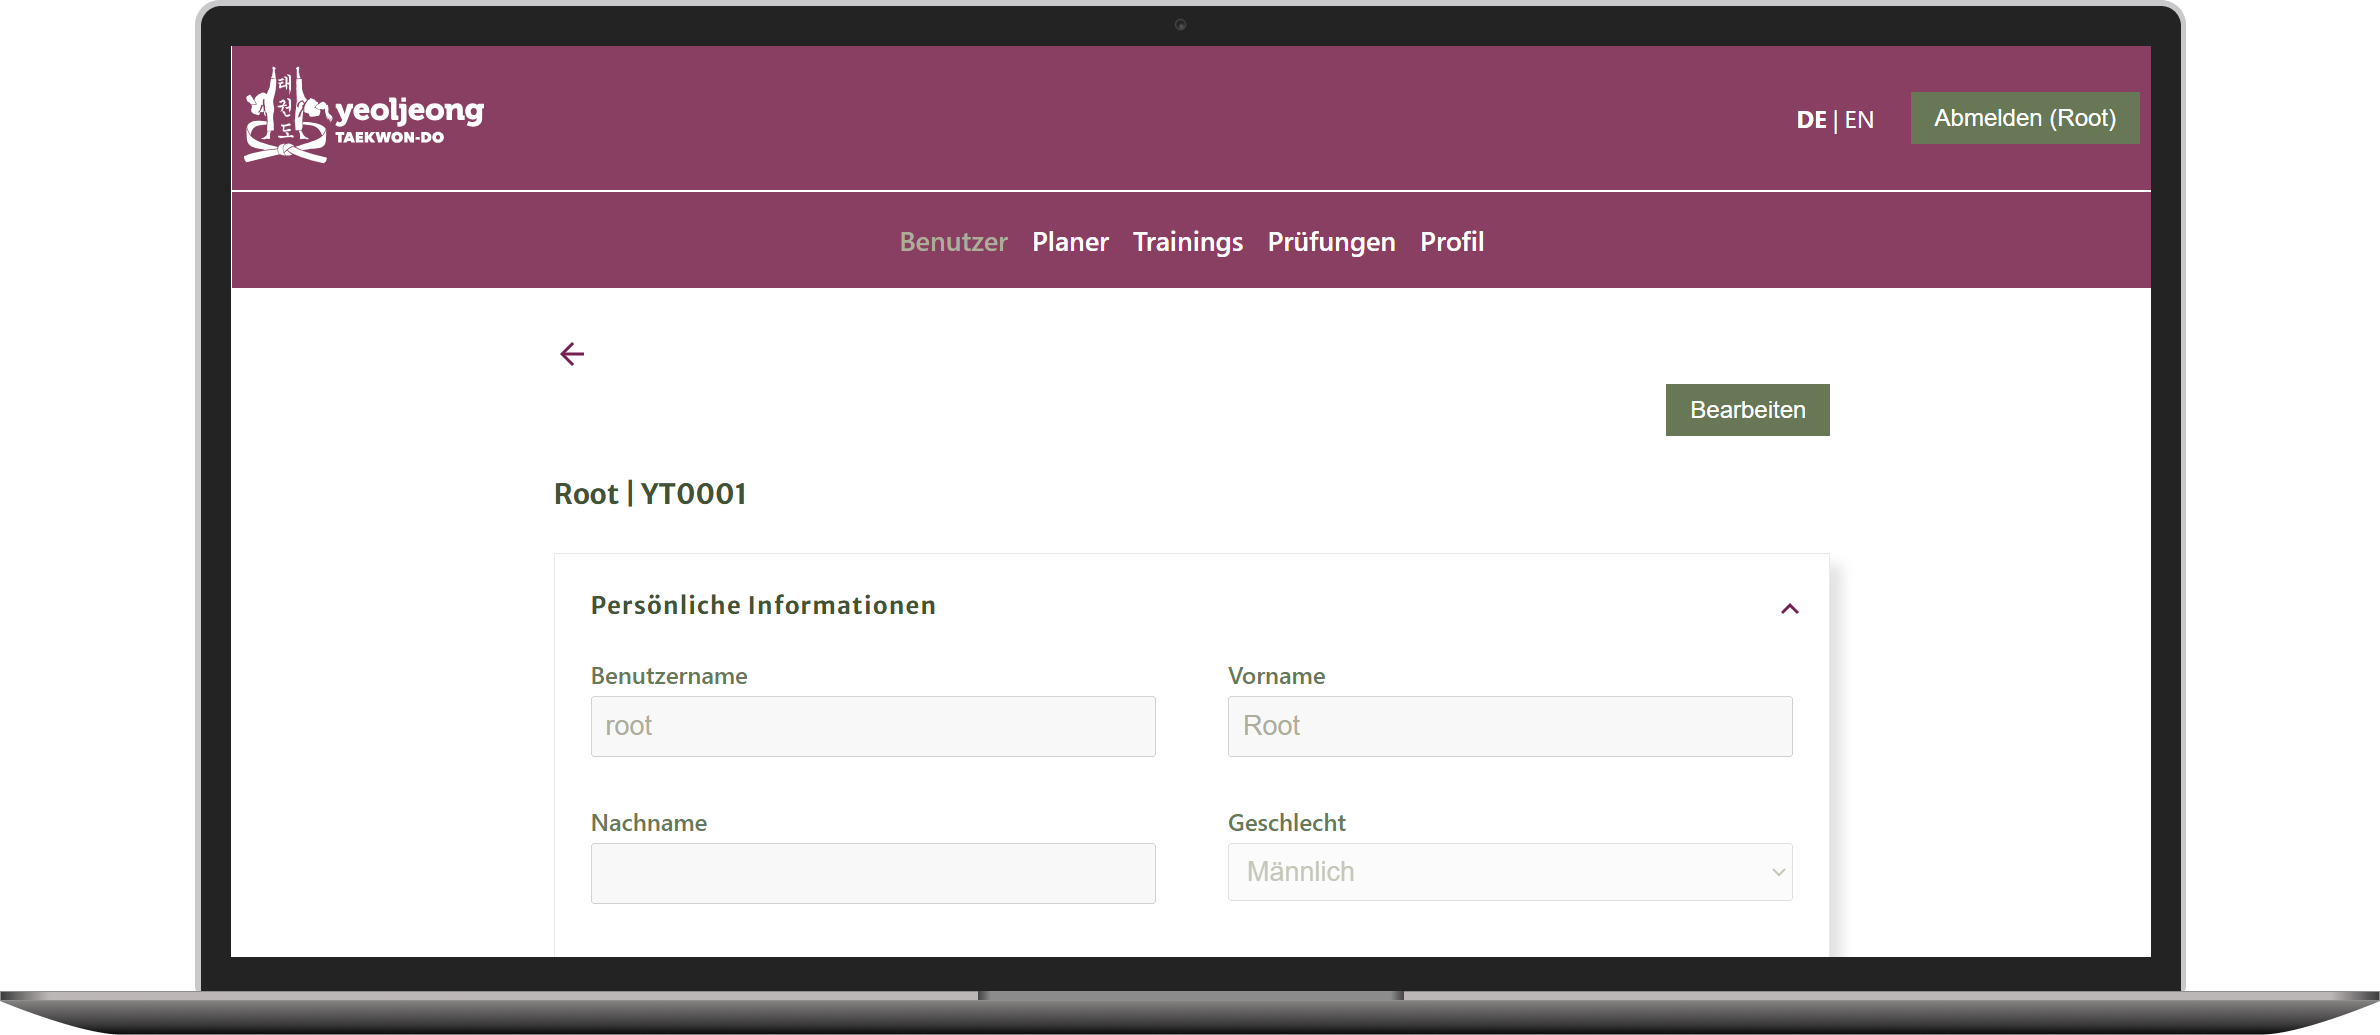 태
권
도
yeoljeong
TAEKWON-DO
DE | EN
Abmelden (Root)
Benutzer Planer Trainings Prüfungen Profil
Bearbeiten
Root | YT0001
Persönliche Informationen
Benutzername
Vorname
root
Root
Nachname
Geschlecht
Männlich